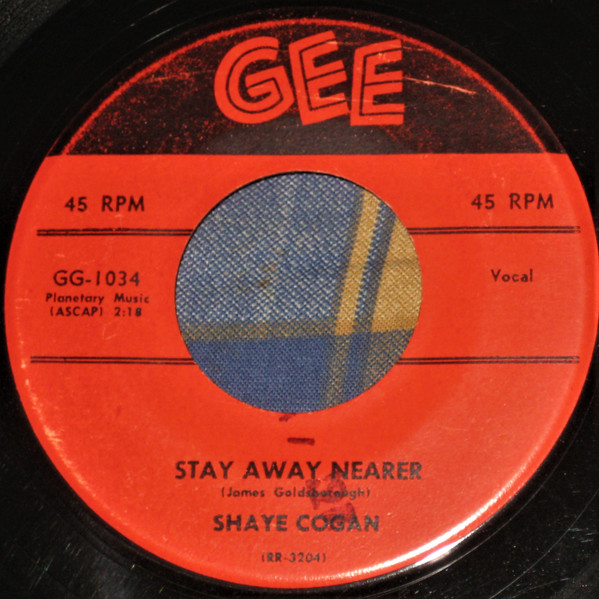 GEE
45 RPM
45 RPM
GG-1034
Planetary Music
(ASCAP) 2:18
Vocal
STAY AWAY NEARER
(James Goldsborough)
SHAYE COGAN
(RR-3204)